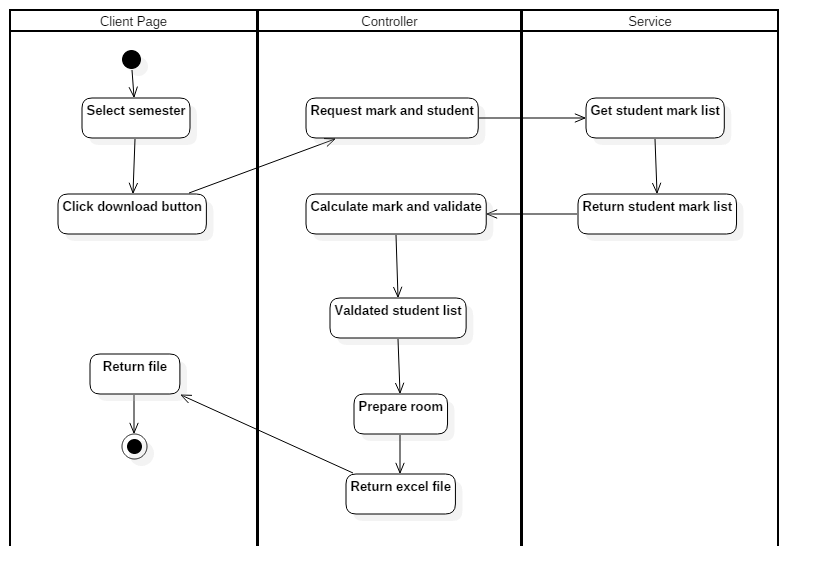 Client Page
Controller
Service
Select semester
Request mark and student
Get student mark list
Click download button
Calculate mark and validate
Return student mark list
Valdated student list
Return file
Prepare room
Return excel file